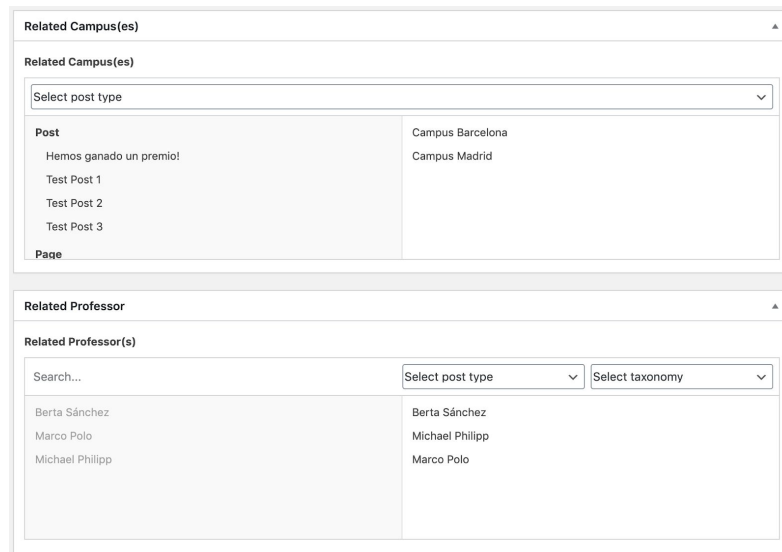 Related Campus(es)
Related Campus(es)
Select post type
Post
Hemos ganado un premio!
Test Post 1
Test Post 2
Test Post 3
Page
Campus Barcelona
Campus Madrid
Related Professor
Related Professor(s)
Search... Select post type Select taxonomy
Berta Sánchez
Marco Polo
Michael Philipp
Berta Sánchez
Michael Philipp
Marco Polo